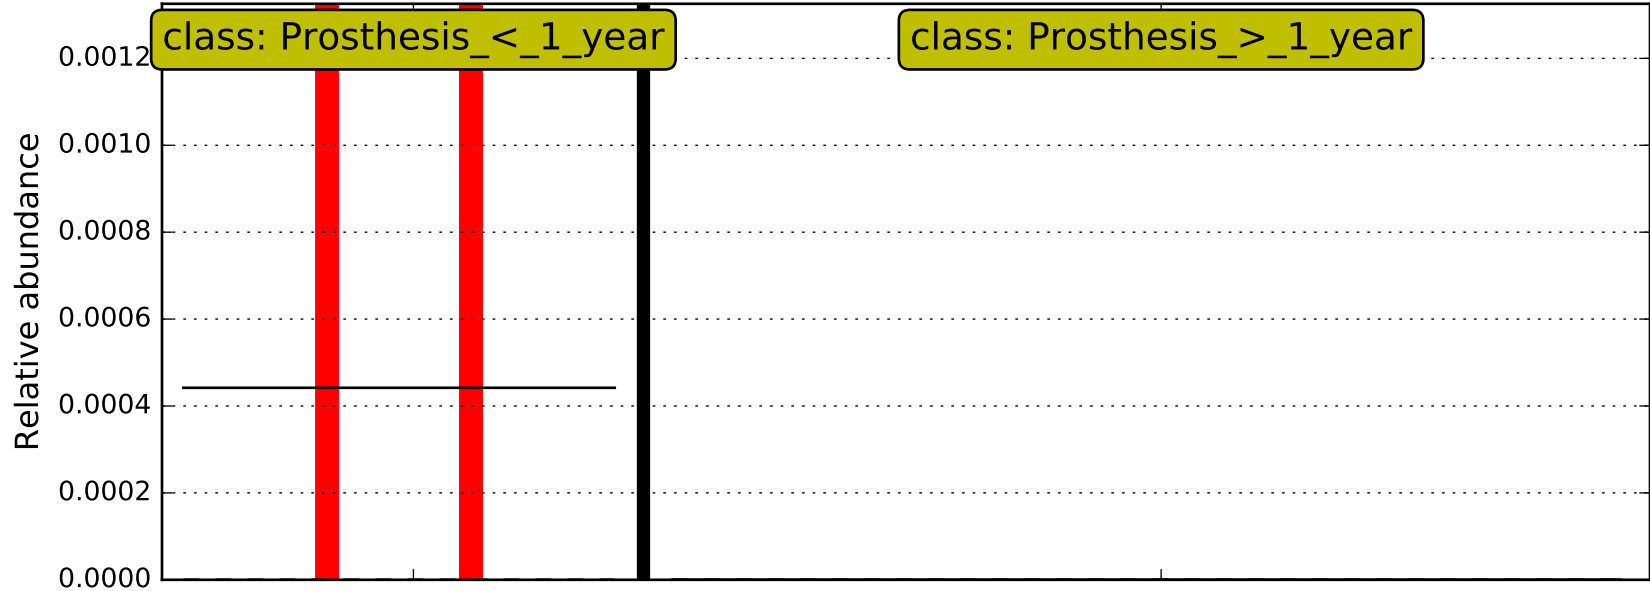 class: Prosthesis_<_1_year
class: Prosthesis_>_1_year
0.0012
0.0010
0.0008
0.0006
0.0004
0.0002
0.0000
Relative abundance